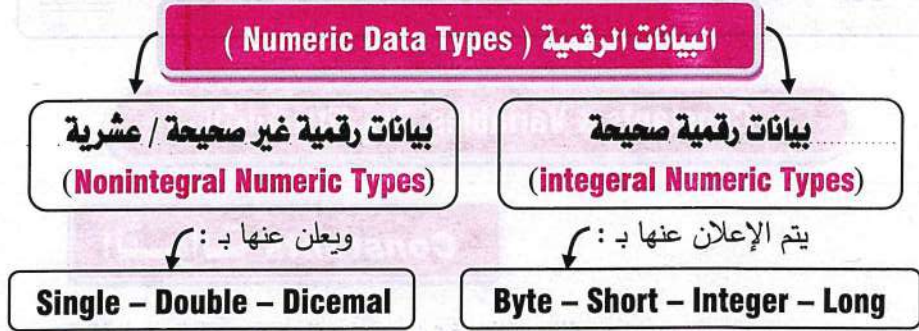 البيانات الرقمية ( Numeric Data Types )
بيانات رقمية صحيحة
(integeral Numeric Types)
يتم الإعلان عنها بـ :
Byte – Short – Integer – Long
بيانات رقمية غير صحيحة / عشرية
(Nonintegral Numeric Types)
ويعلن عنها بـ :
Single – Double – Dicemal